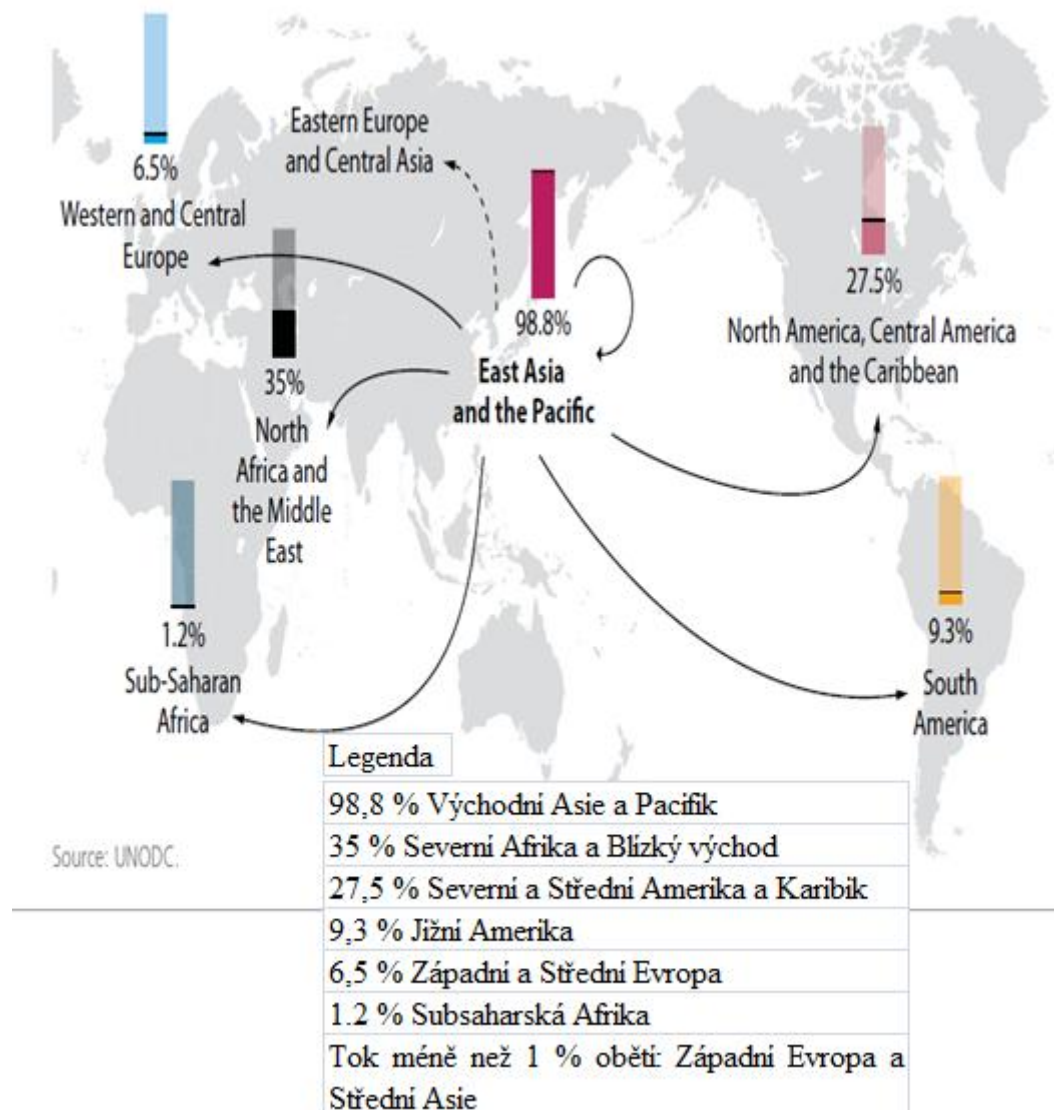 6.5%
Western and Central
Europe
Eastern Europe
and Central Asia
35%
North
Africa and
the Middle
East
98.8%
East Asia
and the Pacific
27.5%
North America, Central America
and the Caribbean
1.2%
Sub-Saharan
Africa
9.3%
South
America
Source: UNODC.
Legenda
98,8 % Východní Asie a Pacifik
35 % Severní Afrika a Blízký východ
27,5 % Severní a Střední Amerika a Karibik
9,3 % Jižní Amerika
6,5 % Západní a Střední Evropa
1.2 % Subsaharská Afrika
Tok méně než 1 % obětí: Západní Evropa a
Střední Asie